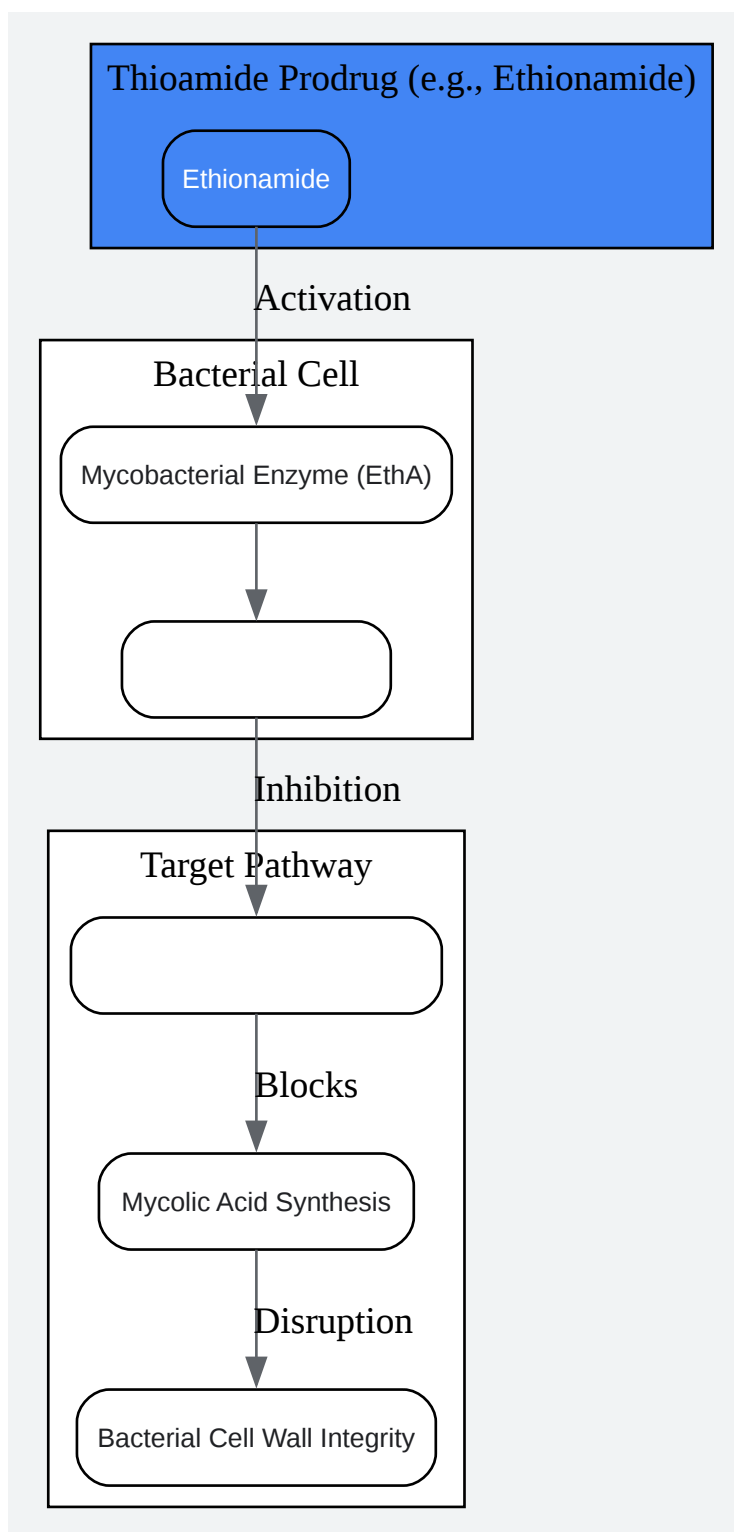 Thioamide Prodrug (e.g., Ethionamide)
Ethionamide
Activation
Bacterial Cell
Mycobacterial Enzyme (EthA)
Inhibition
Target Pathway
Blocks
Mycolic Acid Synthesis
Disruption
Bacterial Cell Wall Integrity